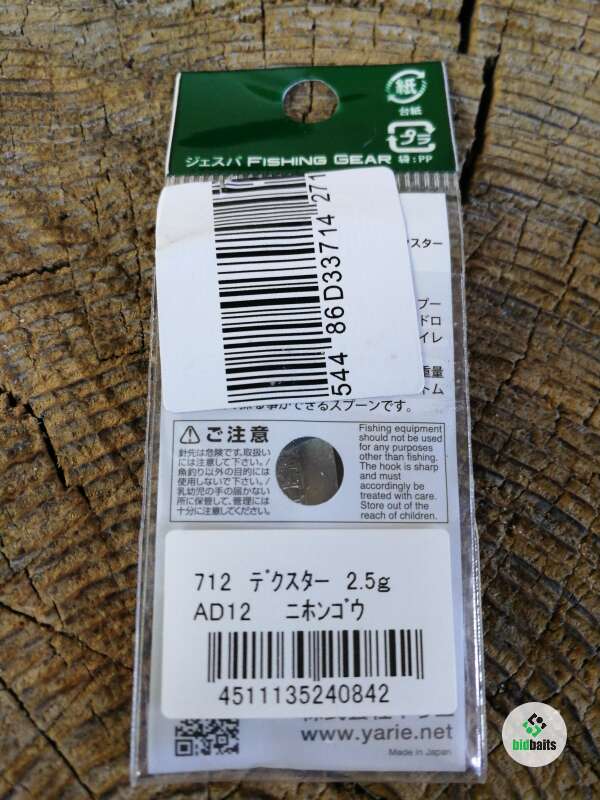 紙
台紙
プラ
袋:PP
ジェスパ FISHING GEAR
544 86D33714 271
クスター
プー
ドロ
イレ
重量
トム
事ができるスプーンです。
ご注意
針先は危険です。取扱い
には注意して下さい。/
魚釣り以外の目的には
使用しないで下さい。/
乳幼児の手の届かない
所に保管して、管理には
十分に注意してください。
Fishing equipment
should not be used
for any purposes
other than fishing.
The hook is sharp
and must
accordingly be
treated with care.
Store out of the
reach of children.
712 デクスター 2.5g
AD12 ニホンゴウ
4511135240842
www.yarie.net
Made in Japan
bidbaits